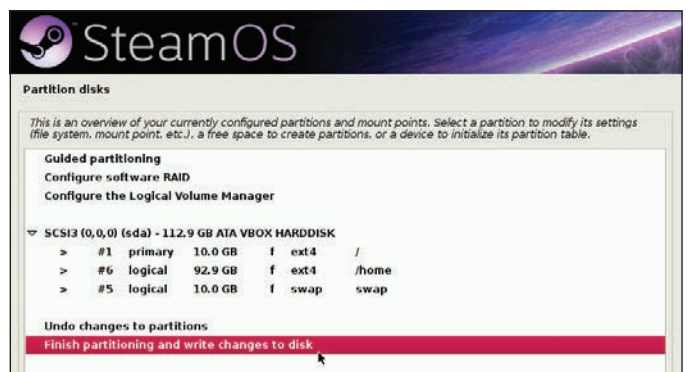 SteamOS
Partition disks
This is an overview of your currently configured partitions and mount points. Select a partition to modify its settings
(file system, mount point, etc.), a free space to create partitions, or a device to initialize its partition table.
Guided partitioning
Configure software RAID
Configure the Logical Volume Manager
SCSI3 (0,0,0) (sda) - 112.9 GB ATA VBOX HARDDISK
> #1 primary 10.0 GB f ext4 /
> #6 logical 92.9 GB f ext4 /home
> #5 logical 10.0 GB f swap swap
Undo changes to partitions
Finish partitioning and write changes to disk